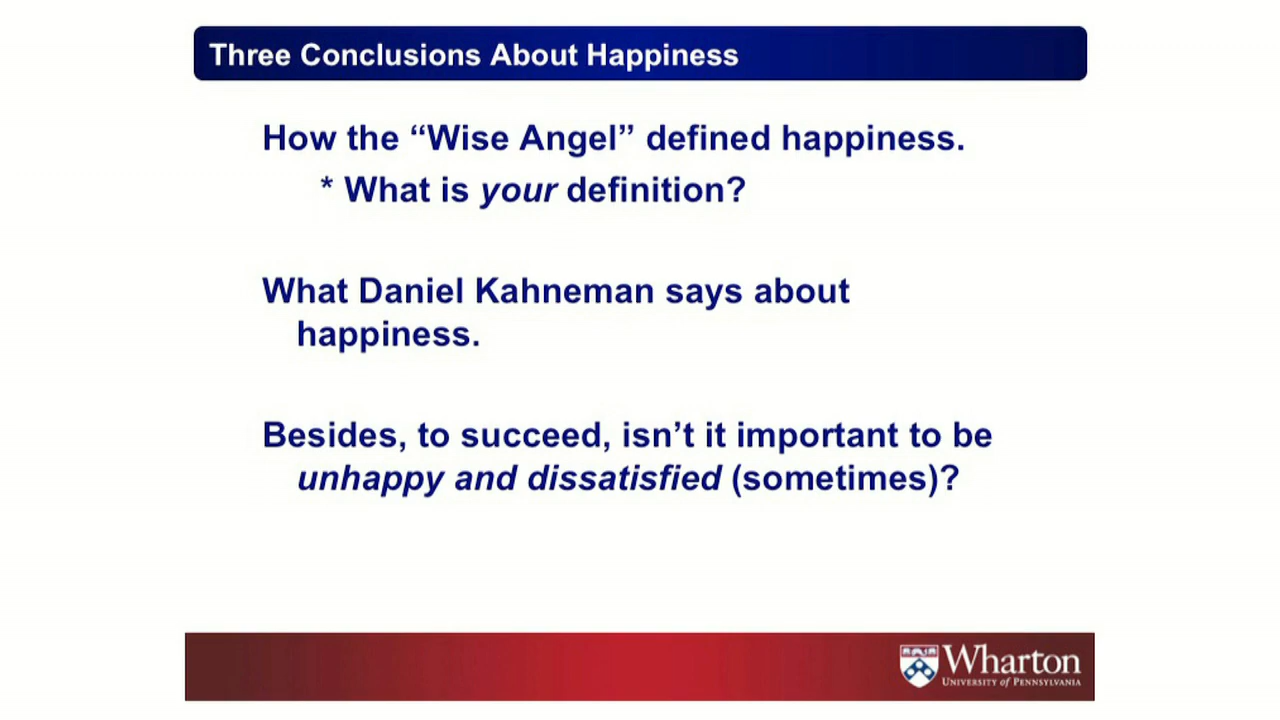 Three Conclusions About Happiness
How the “Wise Angel” defined happiness.
* What is your definition?
What Daniel Kahneman says about
happiness.
Besides, to succeed, isn’t it important to be
unhappy and dissatisfied (sometimes)?
Wharton
UNIVERSITY of PENNSYLVANIA